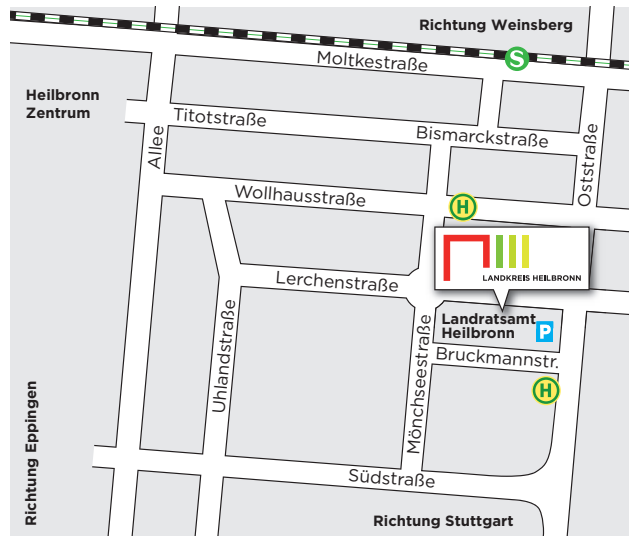 Richtung Weinsberg
S
Moltkestraße
Heilbronn
Zentrum
Titotstraße
Bismarckstraße
Allee
Oststraße
Wollhausstraße
H
LANDKREIS HEILBRONN
Lerchenstraße
Landratsamt
Heilbronn
P
Uhlandstraße
Mönchseestraße
Bruckmannstr.
H
Richtung Eppingen
Südstraße
Richtung Stuttgart